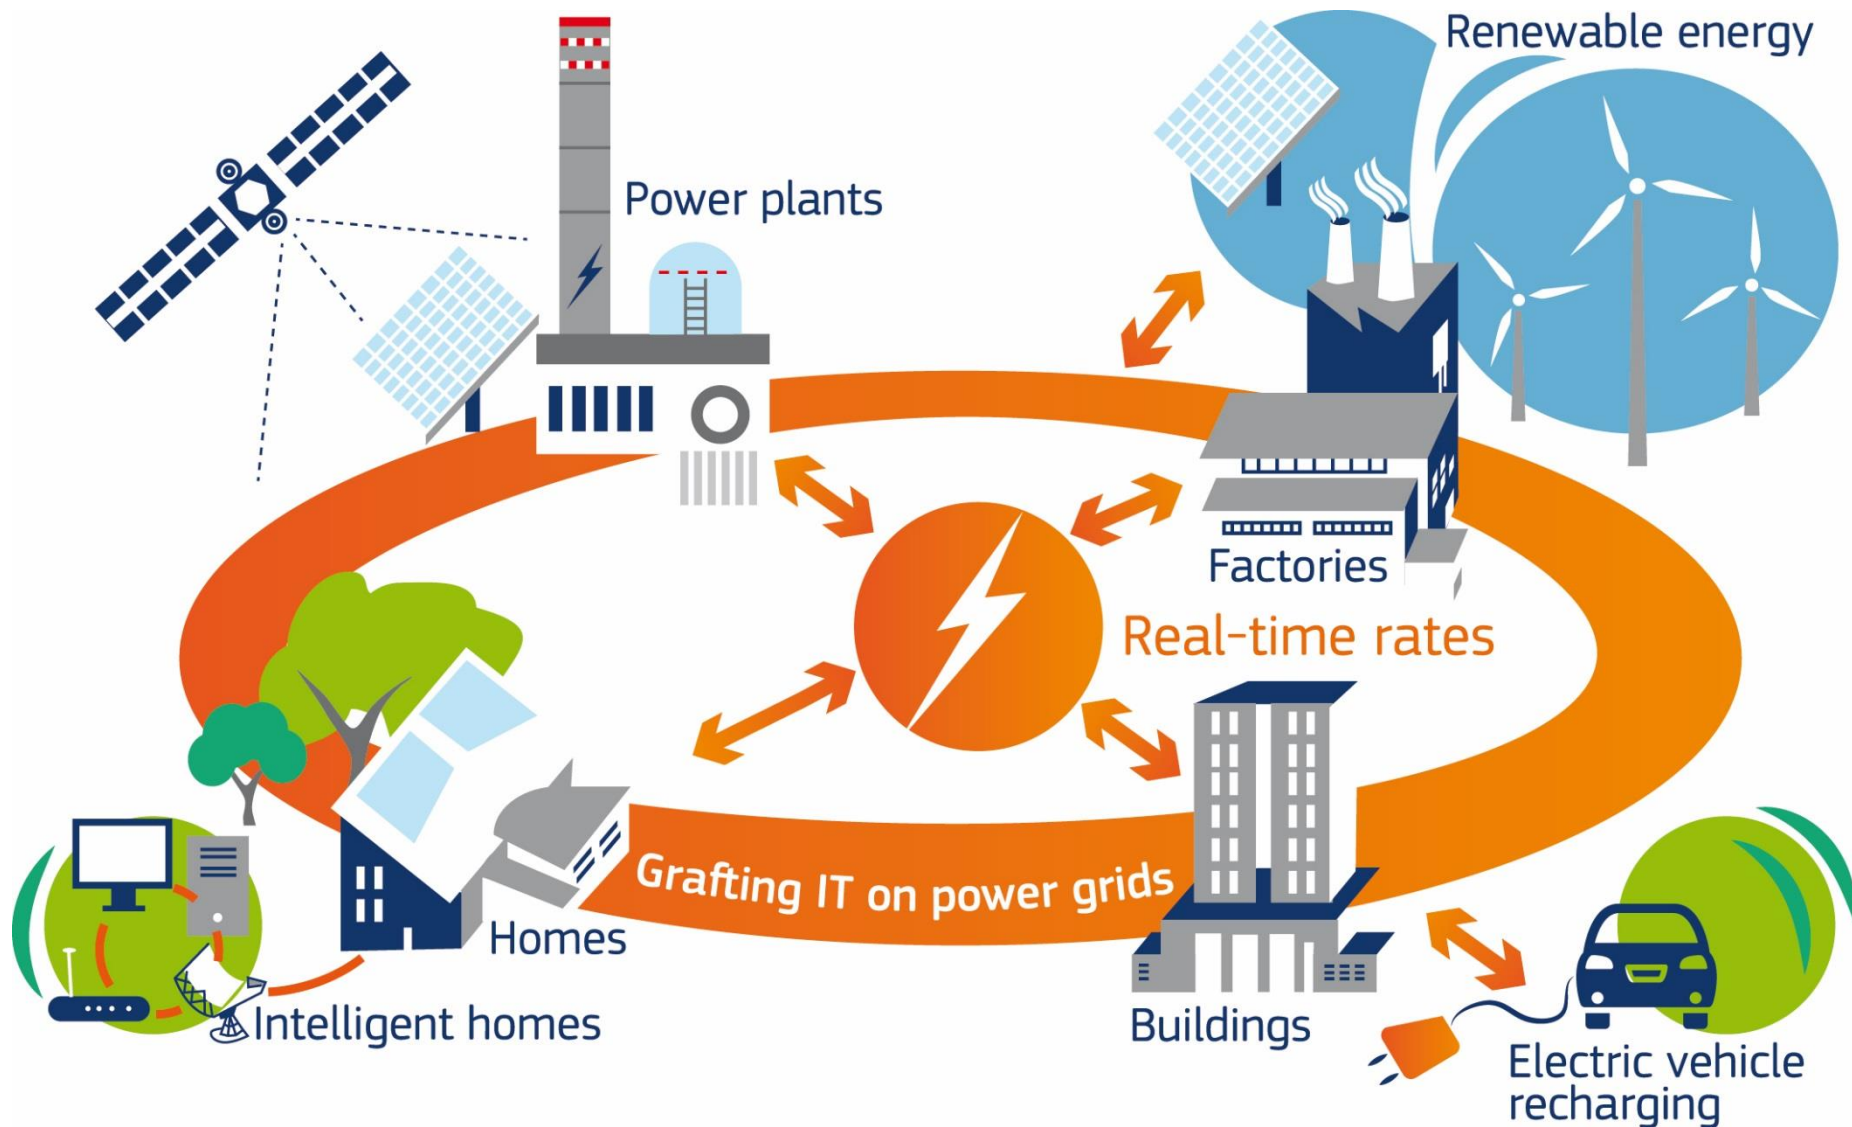 Renewable energy
Power plants
Factories
Real-time rates
Grafting IT on power grids
Homes
Intelligent homes
Buildings
Electric vehicle
recharging